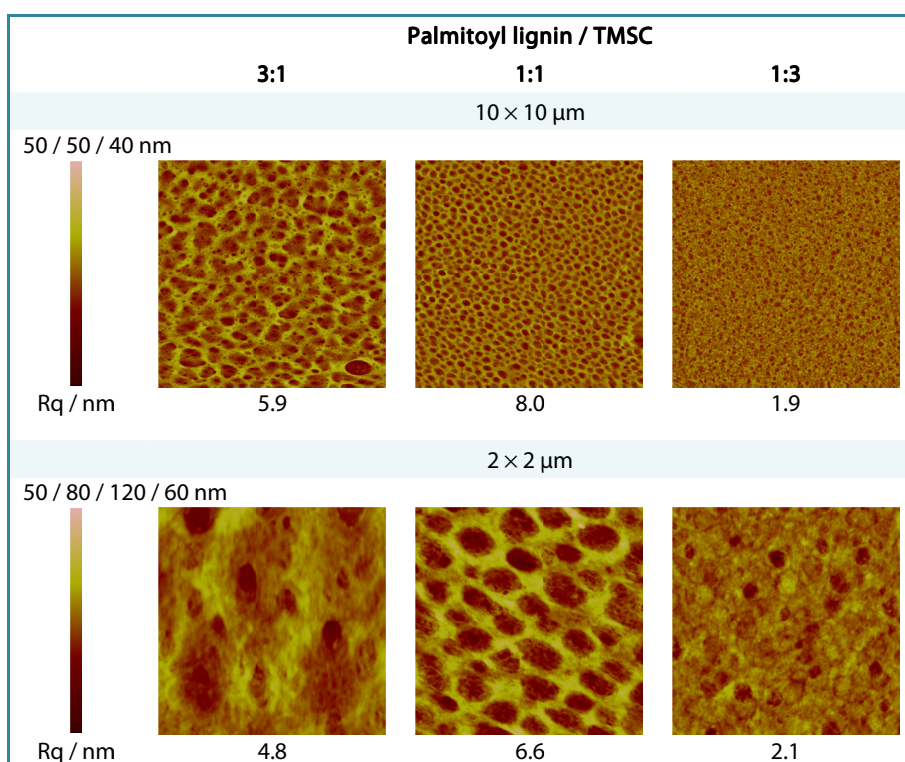 Palmitoyl lignin / TMSC
3:1 1:1 1:3
10 × 10 µm
50 / 50 / 40 nm
Rq / nm 5.9 8.0 1.9
2 × 2 µm
50 / 80 / 120 / 60 nm
Rq / nm 4.8 6.6 2.1